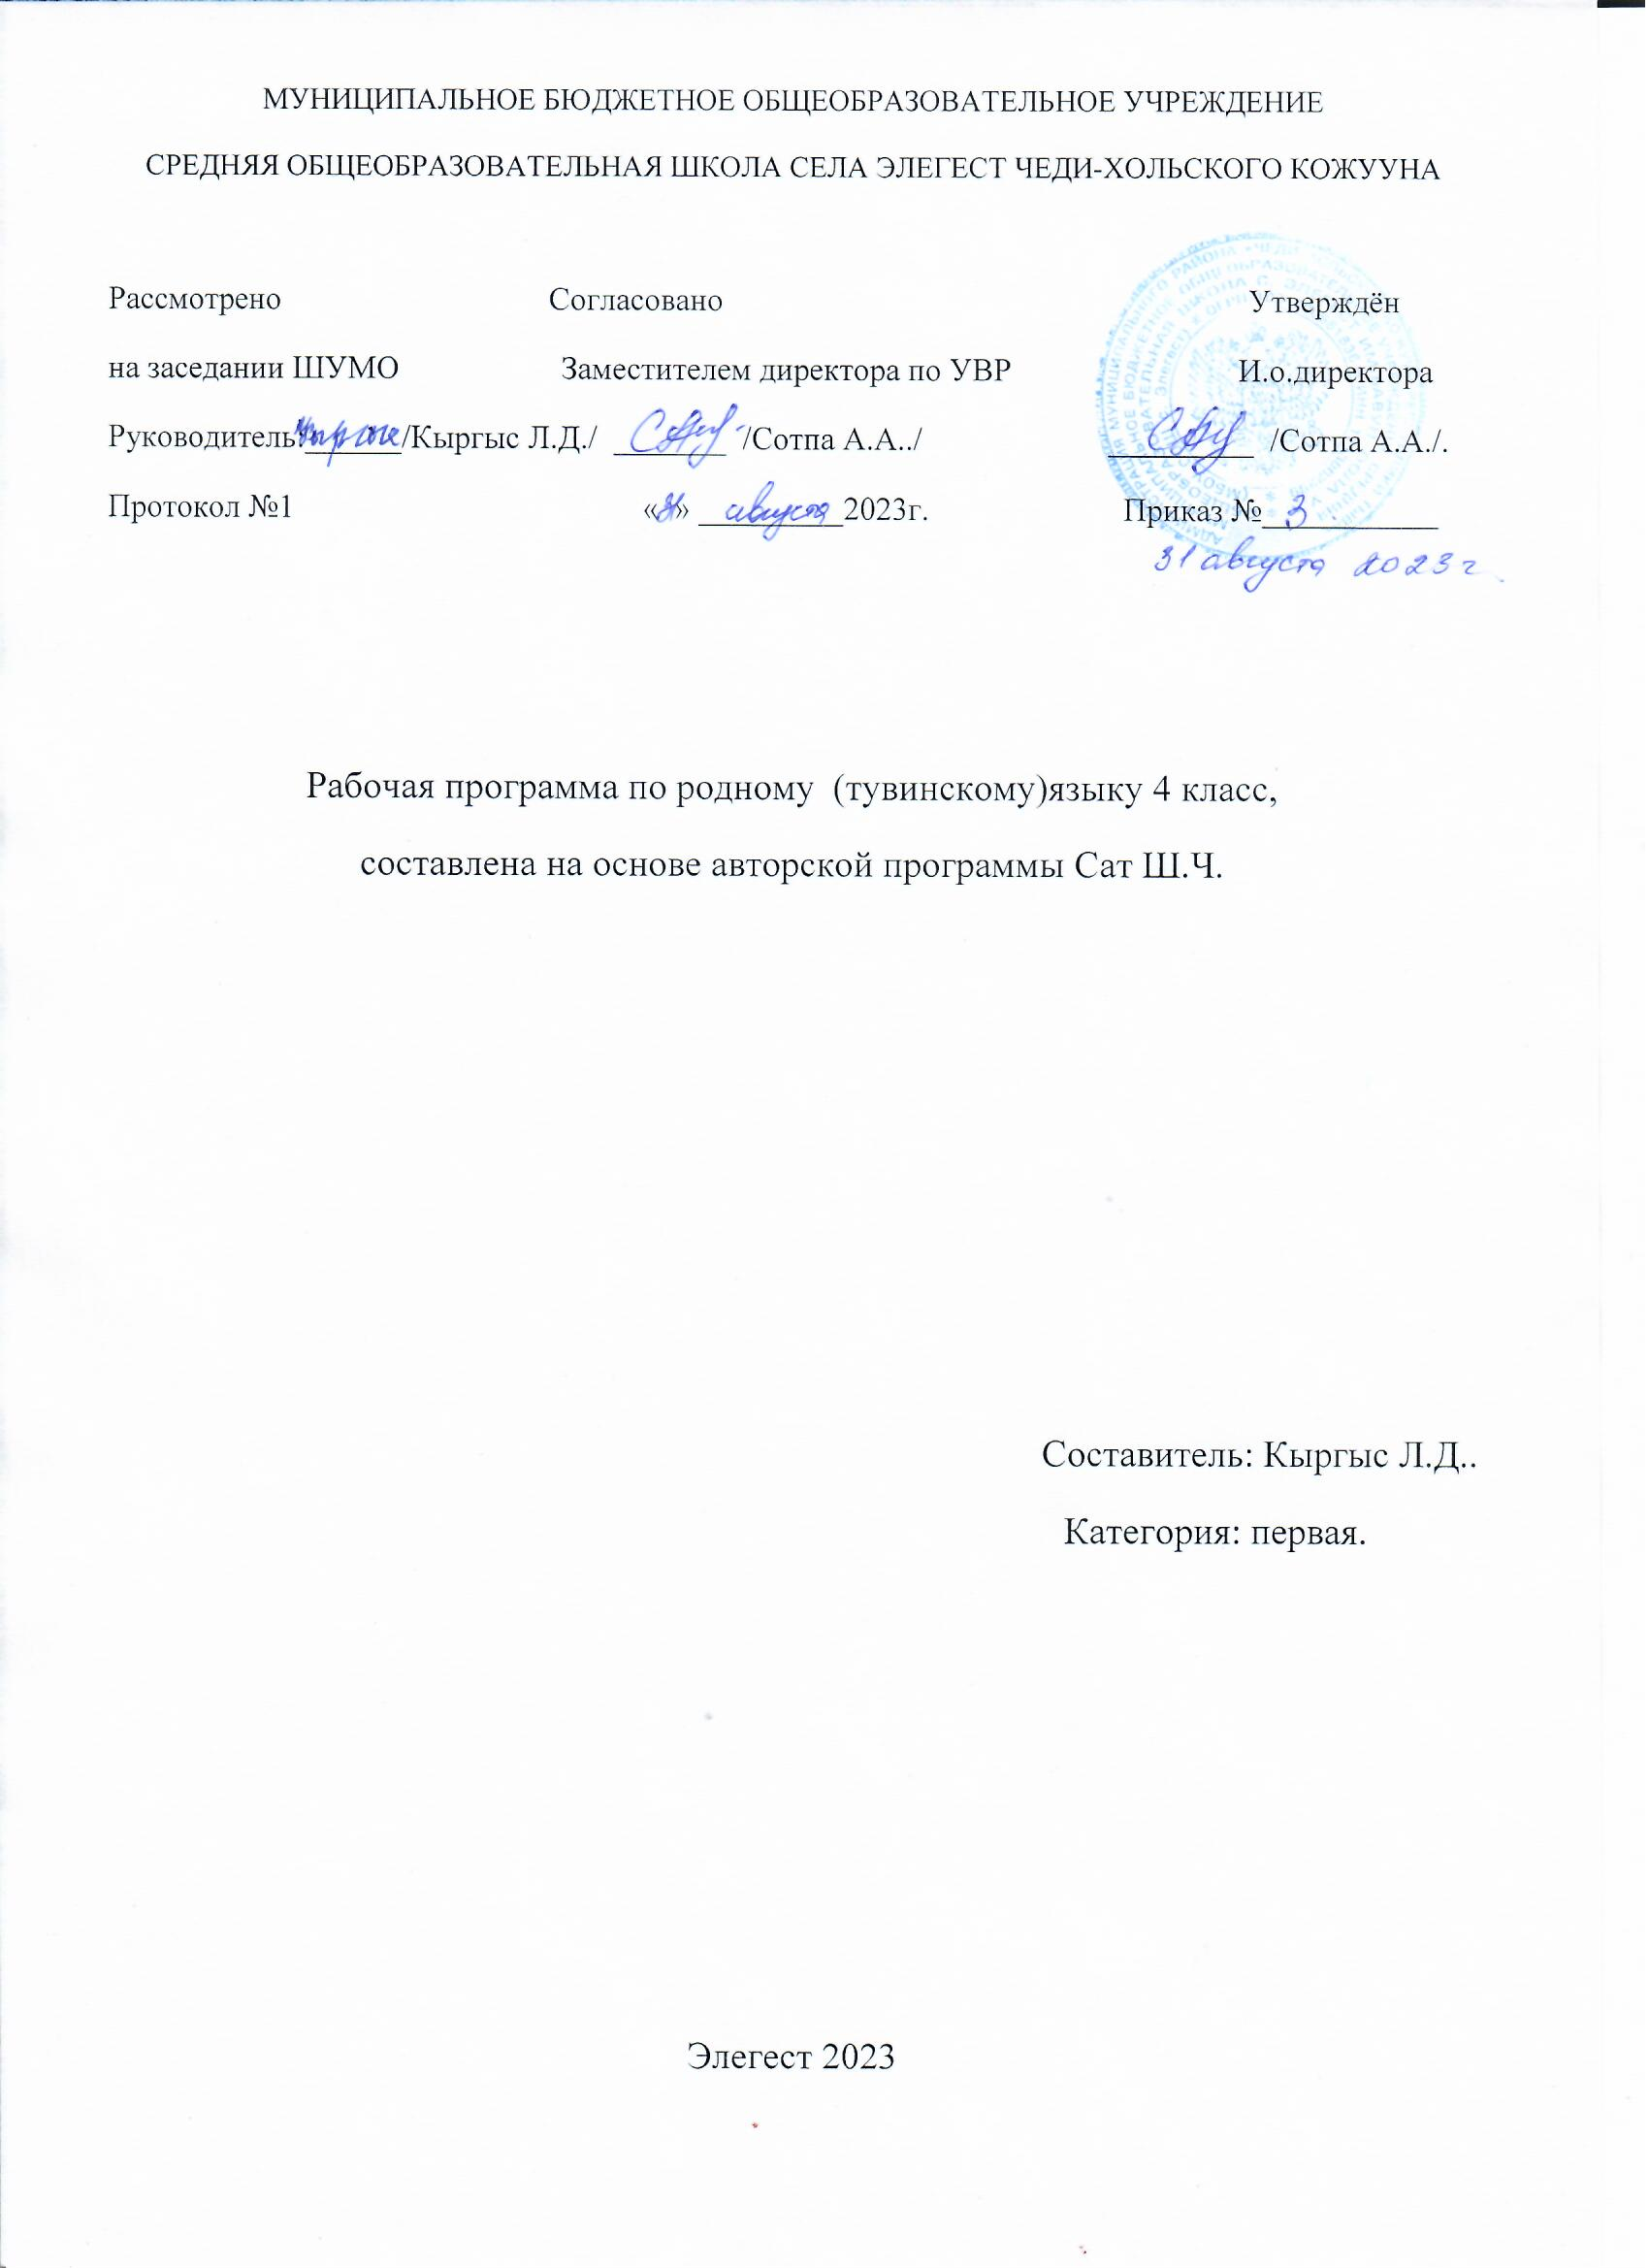 МУНИЦИПАЛЬНОЕ БЮДЖЕТНОЕ ОБЩЕОБРАЗОВАТЕЛЬНОЕ УЧРЕЖДЕНИЕ
СРЕДНЯЯ ОБЩЕОБРАЗОВАТЕЛЬНАЯ ШКОЛА СЕЛА ЭЛЕГЕСТ ЧЕДИ-ХОЛЬСКОГО КОЖУУНА
Рассмотрено Согласовано Утверждён
на заседании ШУМО Заместителем директора по УВР И.о.директора
Руководитель: /Кыргыс Л.Д./ /Сотпа А.А../ /Сотпа А.А./.
Протокол №1 «31» августа 2023г. Приказ № 3
31 августа 2023 г
Рабочая программа по родному (тувинскому)языку 4 класс,
составлена на основе авторской программы Сат Ш.Ч.
Составитель: Кыргыс Л.Д..
Категория: первая.
Элегест 2023